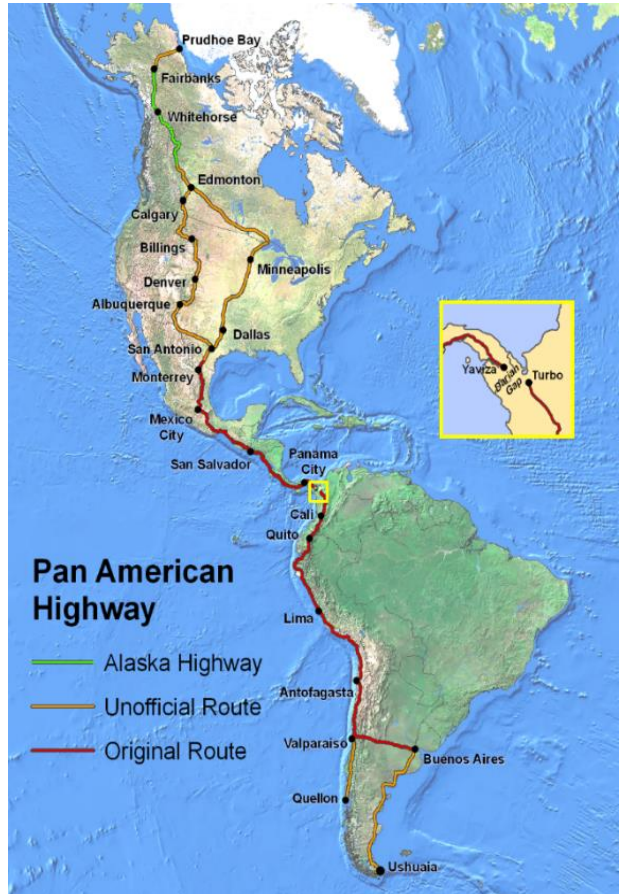 Prudhoe Bay
Fairbanks
Whitehorse
Edmonton
Calgary
Billings
Minneapolis
Denver
Albuquerque
Dallas
San Antonio
Monterrey
Mexico
City
San Salvador
Panama
City
Yaviza
Darian
Gap
Turbo
Cali
Quito
Pan American
Highway
Lima
Alaska Highway
Antofagasta
Unofficial Route
Original Route
Valparaiso
Buenos Aires
Quellon
Ushuaia